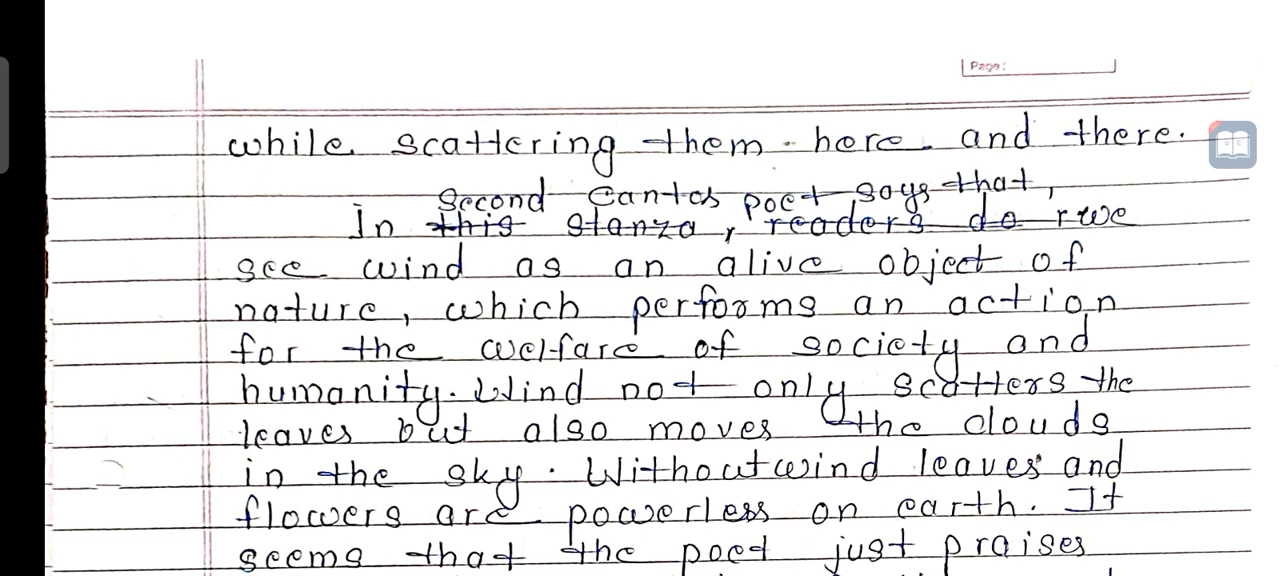 Page:
while scattering them here and there.
Second Cantos poet says that,
In this stanza, readers do r we
see wind as an alive object of
nature, which performs an action
for the welfare of society and
humanity. Wind not only scatters the
leaves but also moves the clouds
in the sky. Without wind leaves and
flowers are powerless on earth. It
seems that the poet just praises